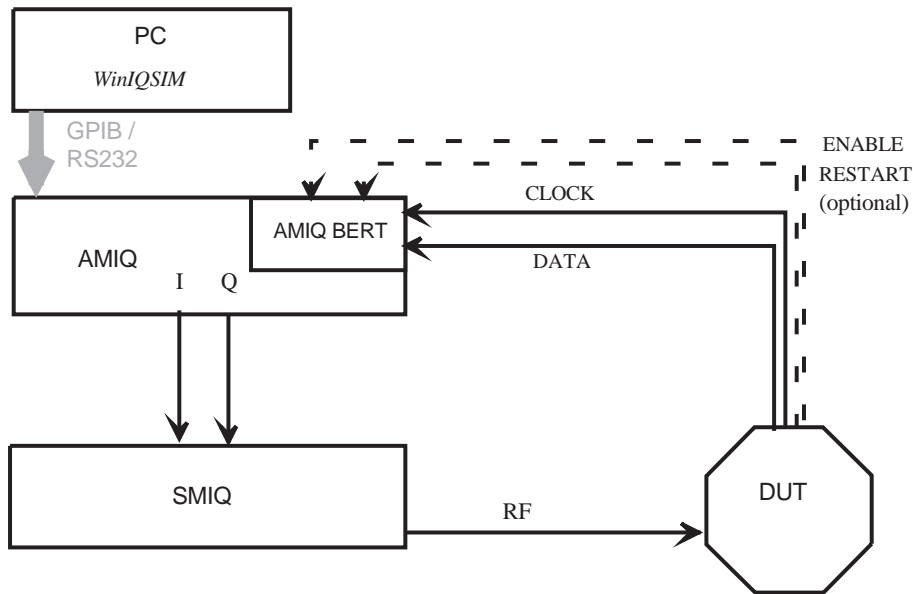 PC
WinIQSIM
GPIB /
RS232
ENABLE
RESTART
(optional)
CLOCK
AMIQ BERT
AMIQ
DATA
I Q
SMIQ
DUT
RF